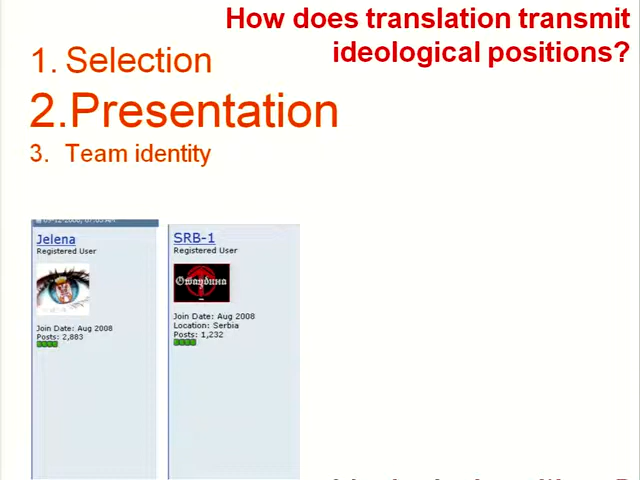 How does translation transmit
ideological positions?
1. Selection
2.Presentation
3. Team identity
Jelena
Registered User
Join Date: Aug 2008
Posts: 2,883
SRB-1
Registered User
Отаџбина
Join Date: Aug 2008
Location: Serbia
Posts: 1,232